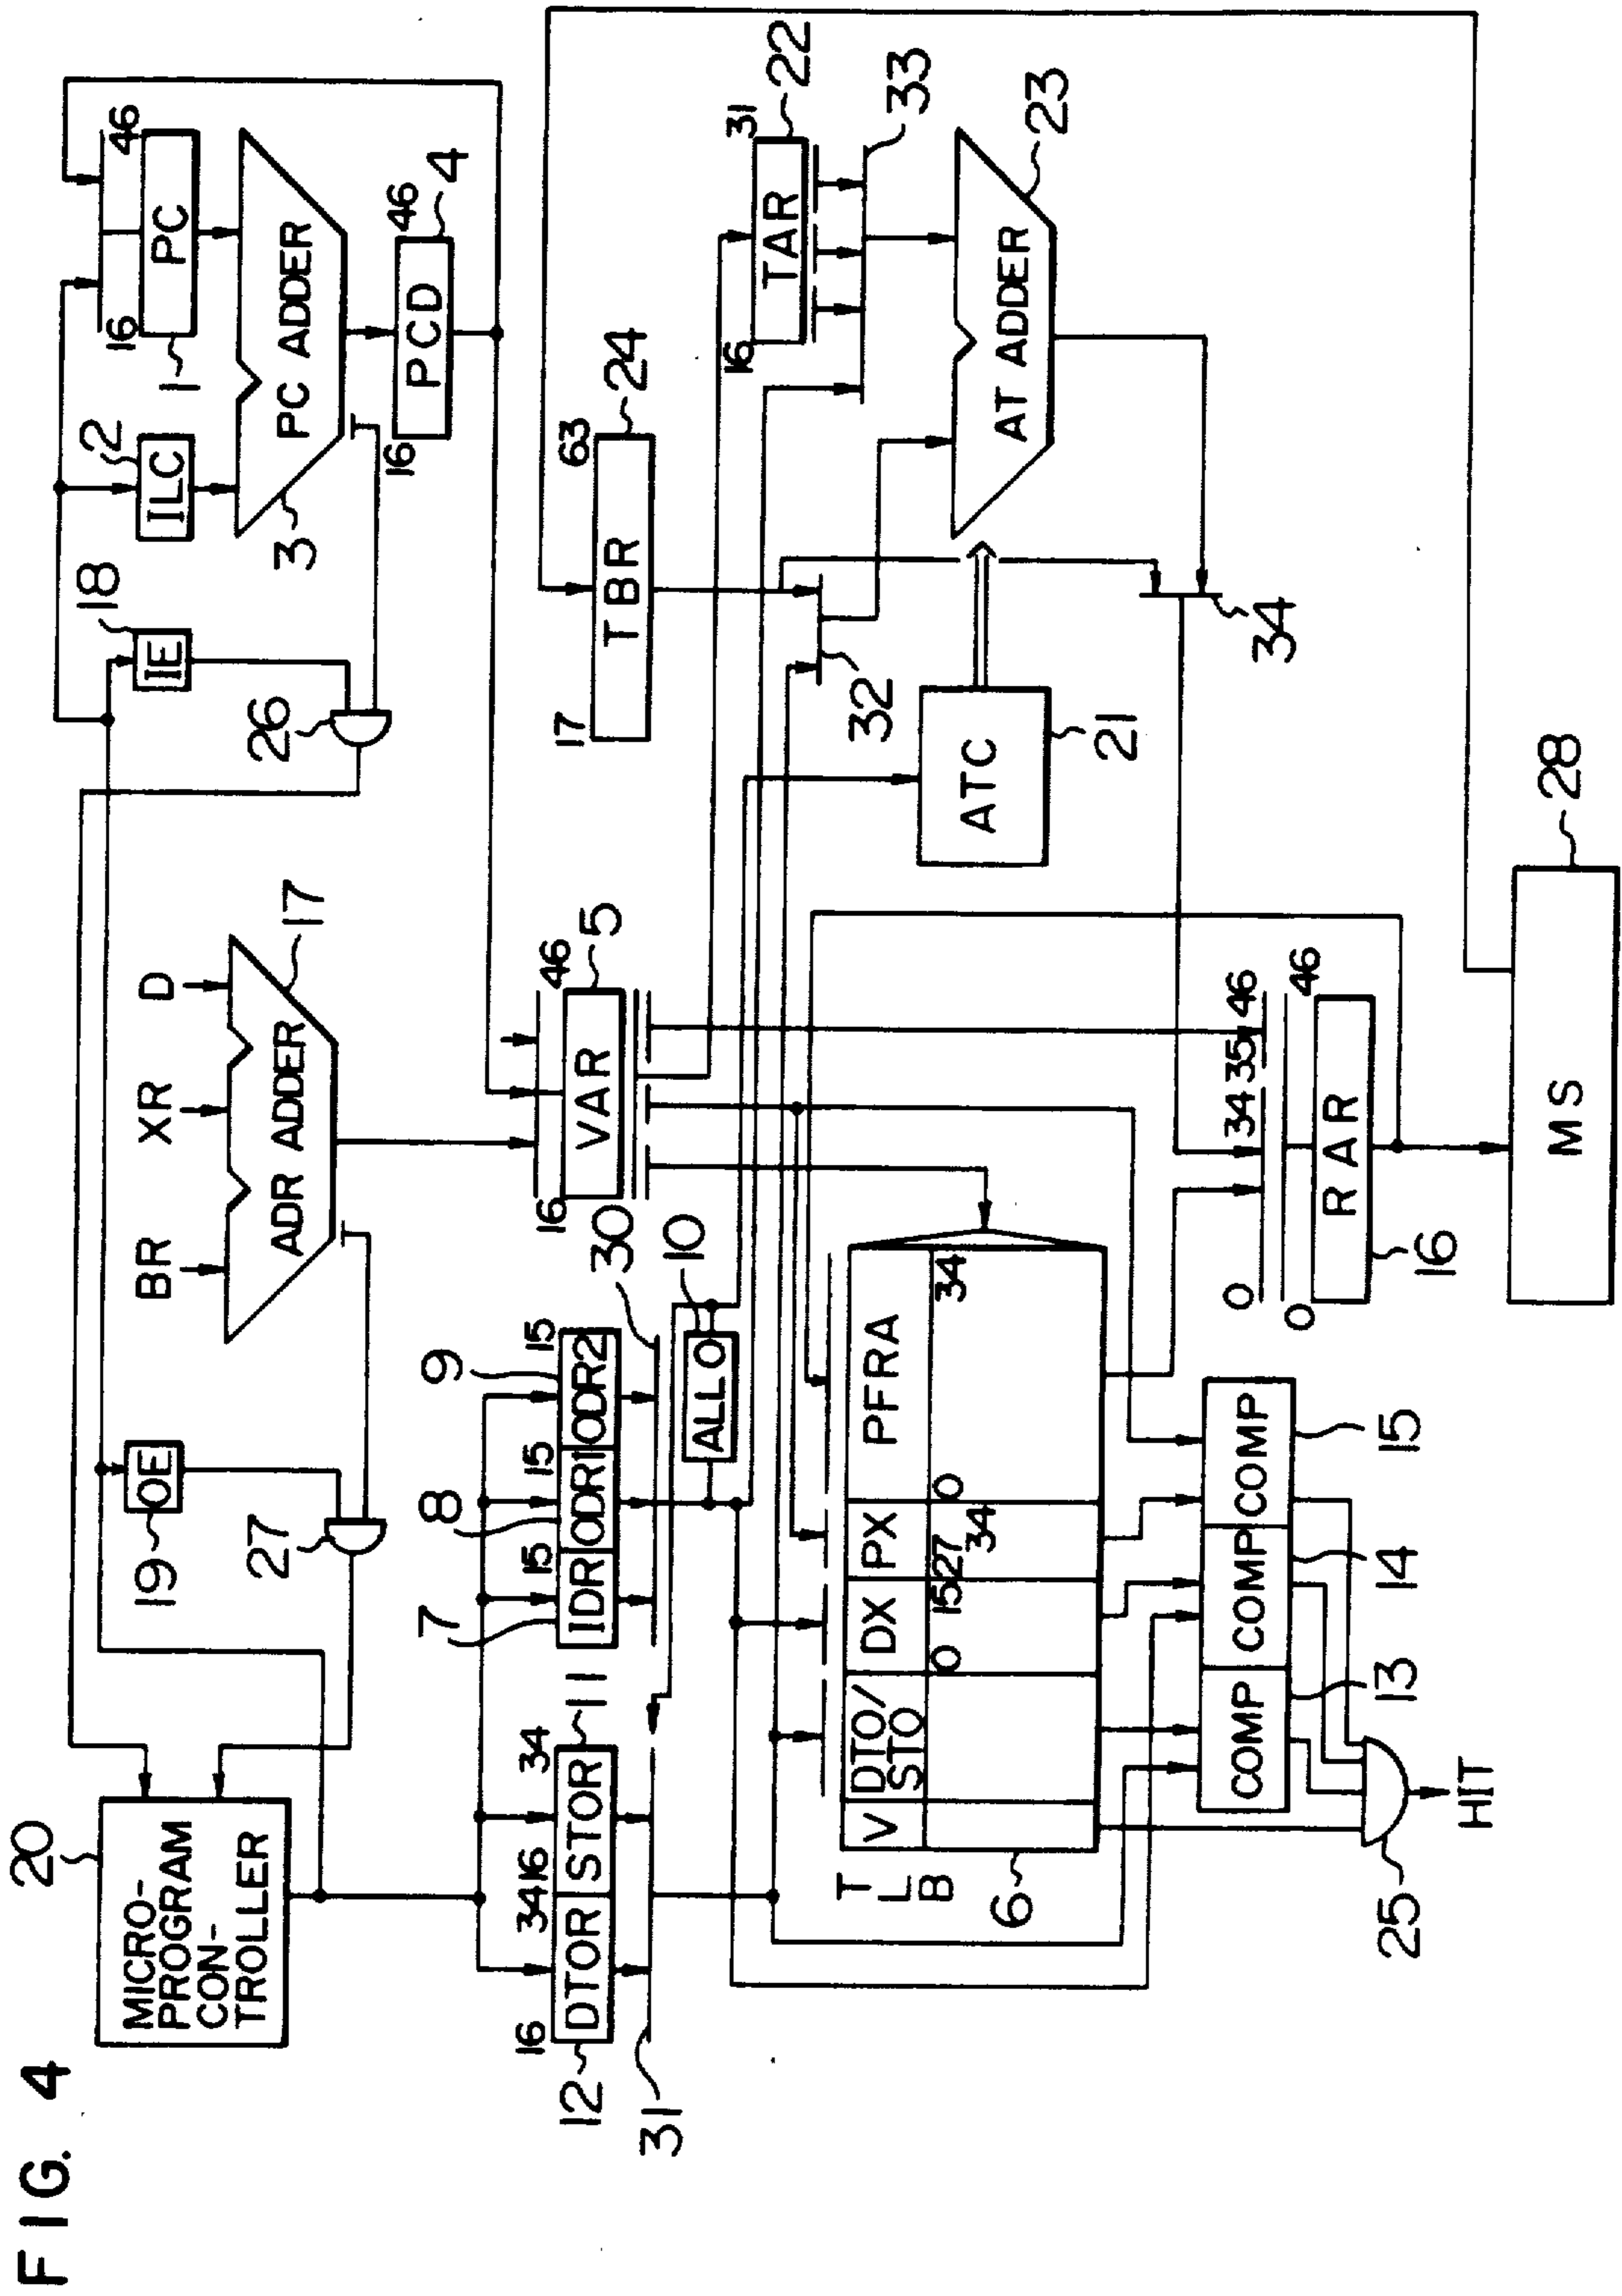 FIG. 4
20
MICRO-
PROGRAM
CON-
TROLLER
19
OE
27
BR
XR
D
ADR ADDER
17
26
18
IE
2
ILC
16
46
PC
1
PC ADDER
3
16
46
PCD
4
12
16
34
16
34
DTOR
STOR
11
31
7
15
8
15
9
15
IDR
ODR1
ODR2
30
10
ALL 0
16
46
VAR
5
17
63
TBR
24
16
31
TAR
22
33
32
AT ADDER
23
ATC
21
34
TLB
6
V
DTO/
STO
DX
PX
PFRA
0
15
27
34
0
34
COMP
COMP
COMP
13
14
15
25
HIT
0
34
35
46
0
46
RAR
16
MS
28